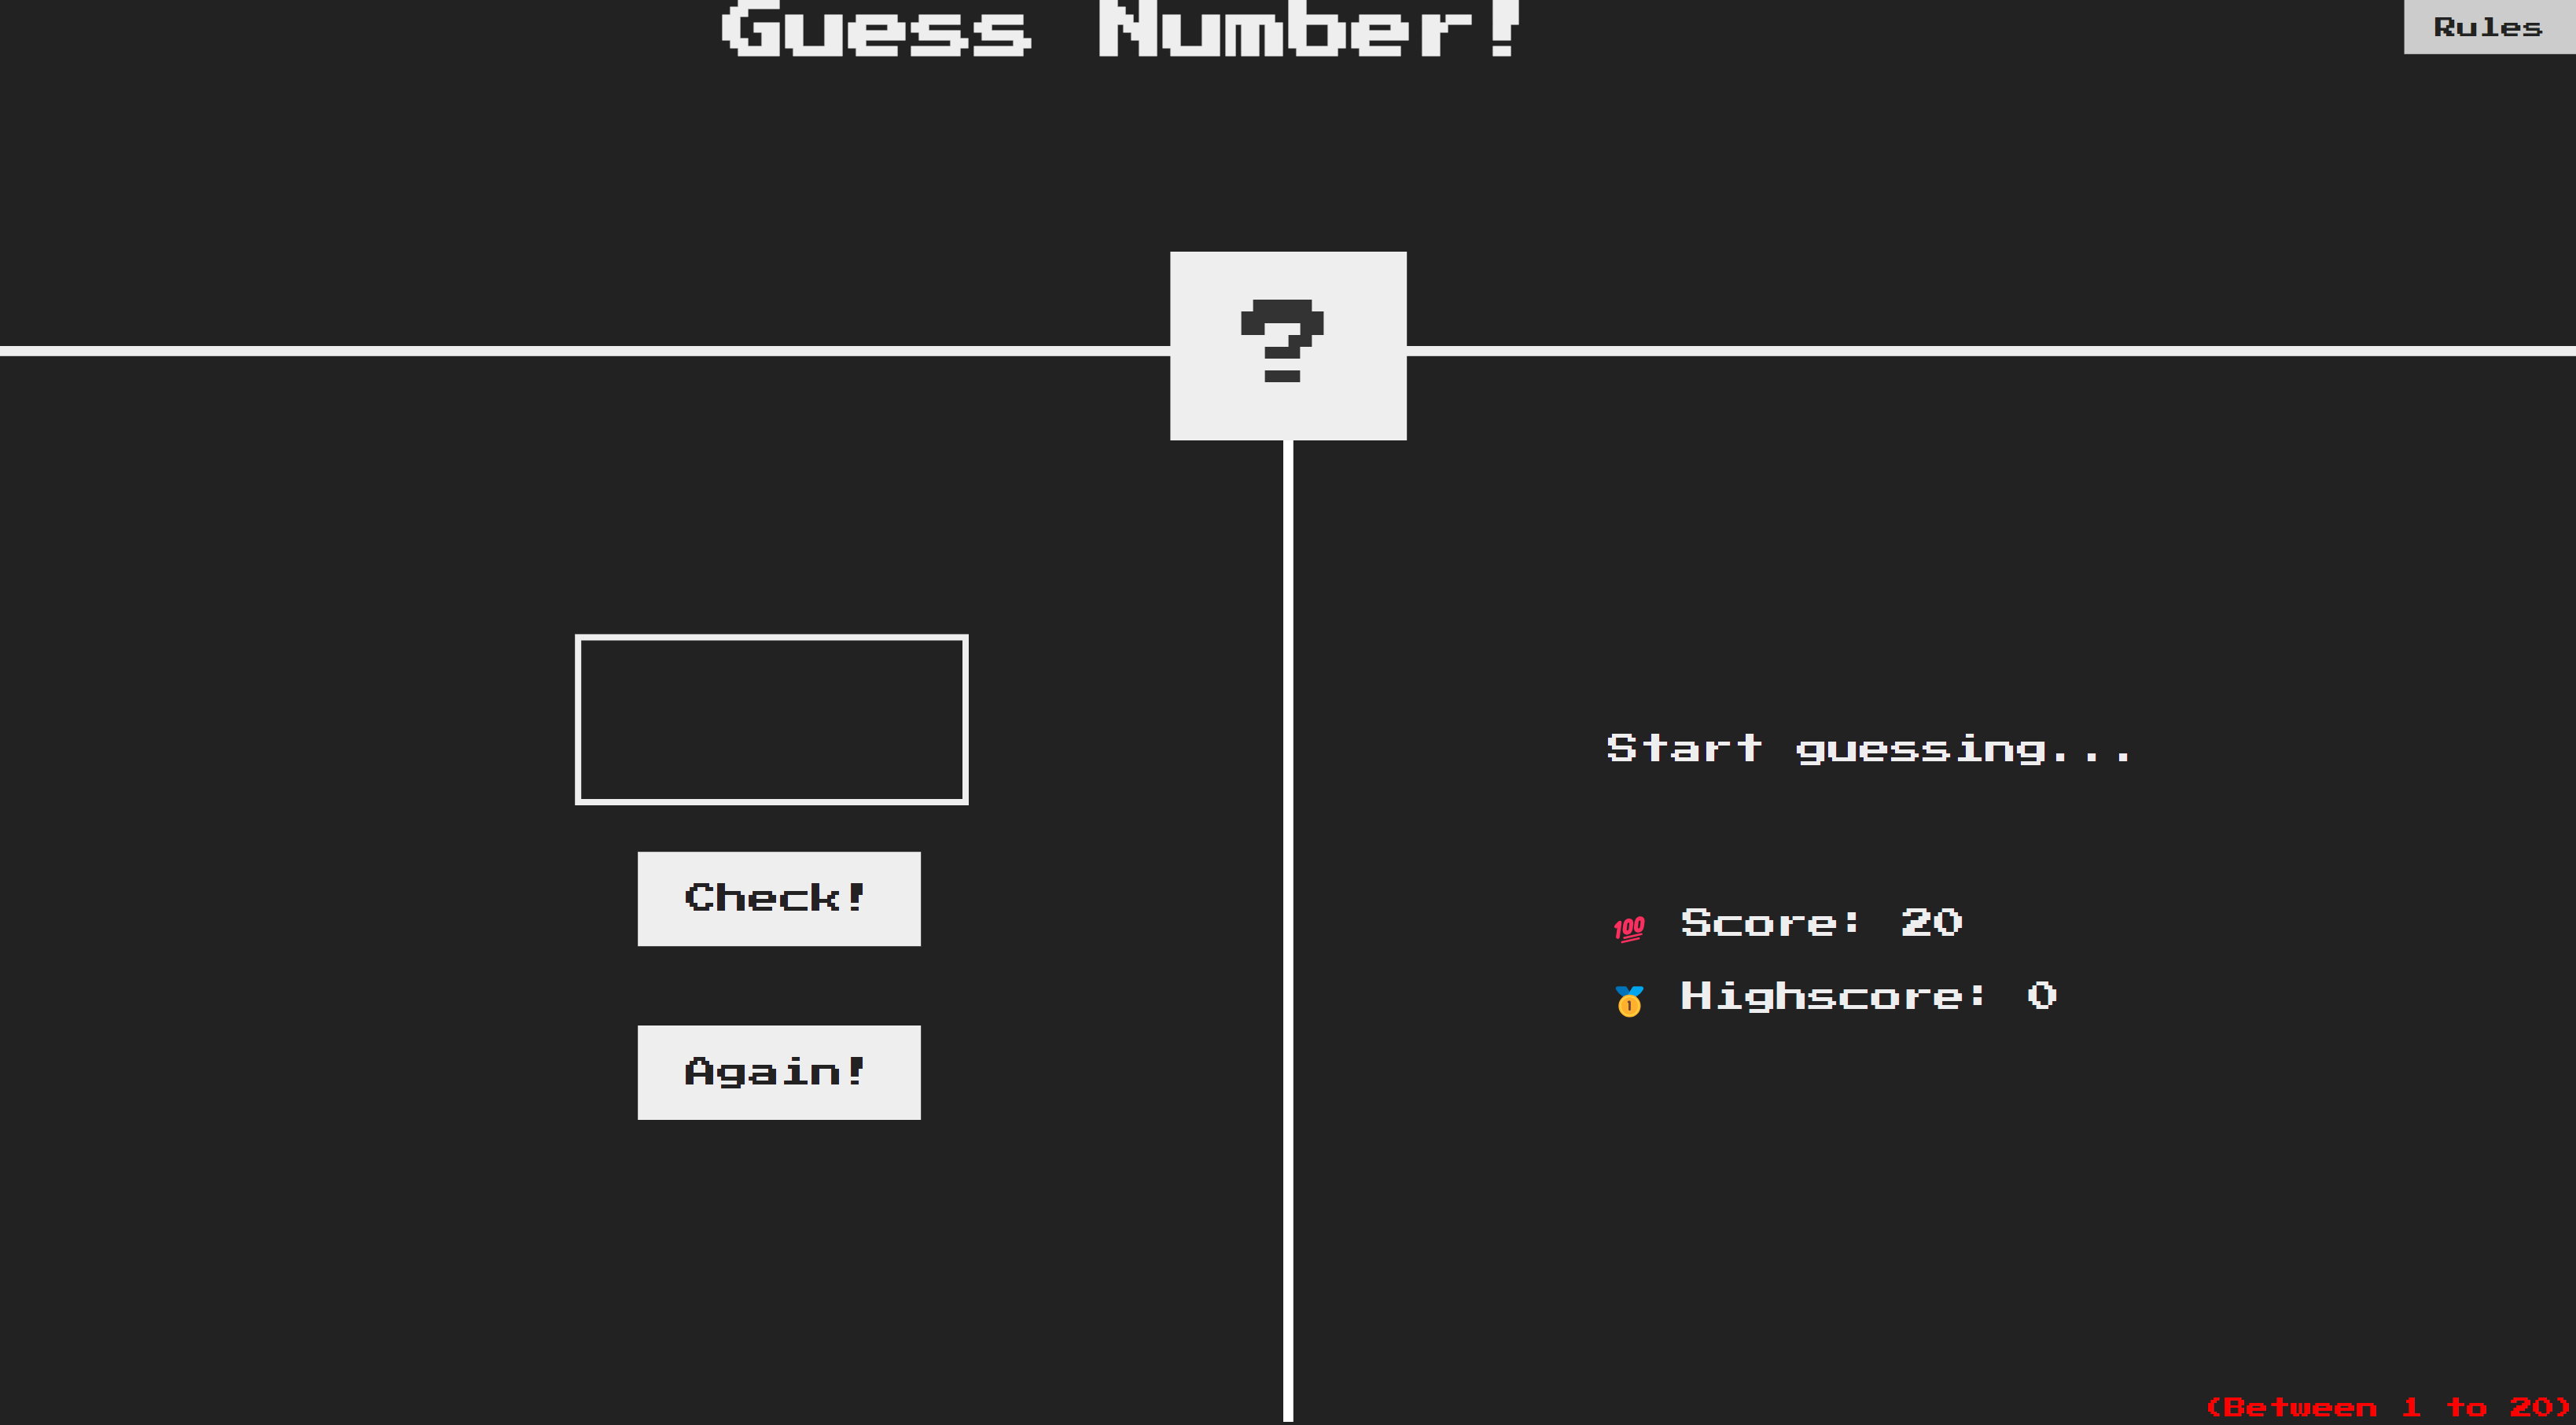 Guess Number!
Rules
?
Check!
Again!
Start guessing...
💯 Score: 20
🥇 Highscore: 0
(Between 1 to 20)